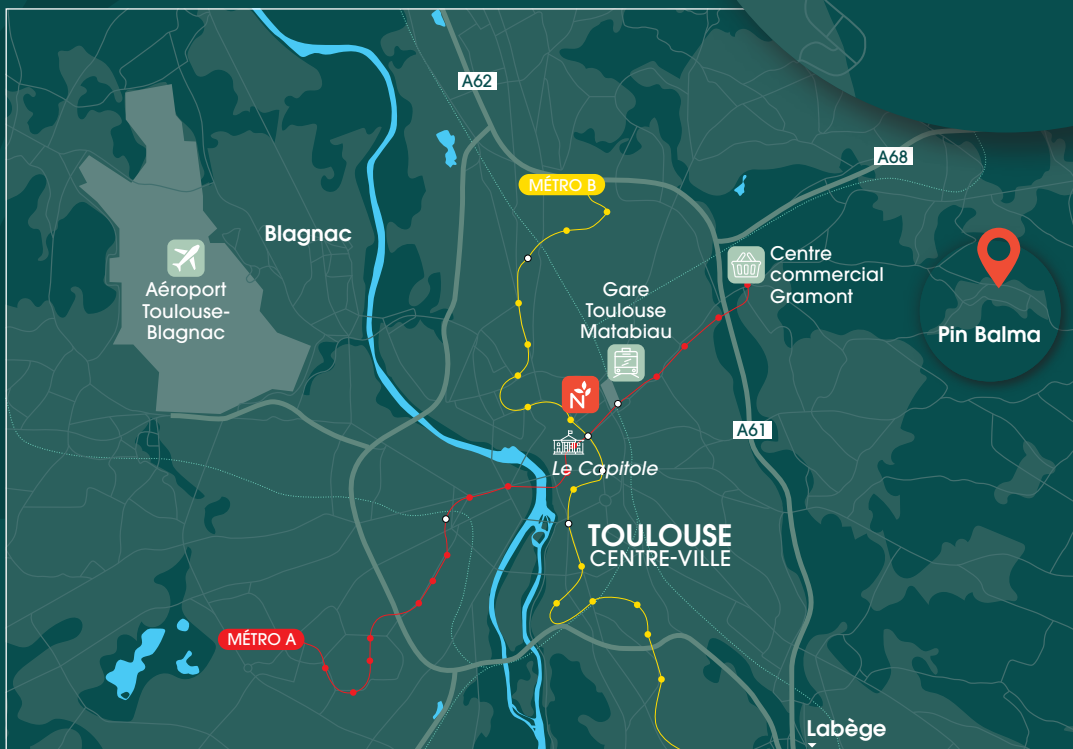 A62
A68
MÉTRO B
Blagnac
Centre
commercial
Gramont
Aéroport
Toulouse-
Blagnac
Gare
Toulouse
Matabiau
Pin Balma
N
A61
Le Capitole
TOULOUSE
CENTRE-VILLE
MÉTRO A
Labège